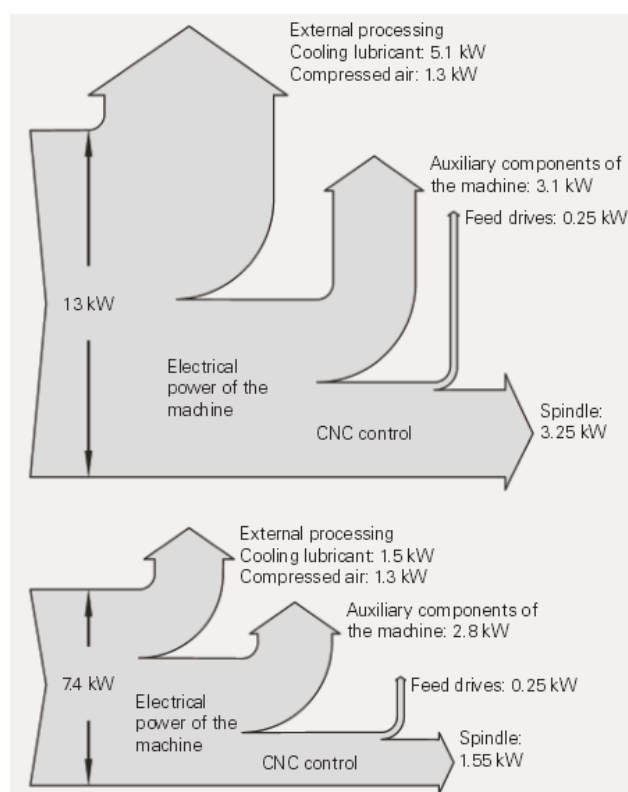 External processing
Cooling lubricant: 5.1 kW
Compressed air: 1.3 kW
Auxiliary components of
the machine: 3.1 kW
Feed drives: 0.25 kW
13 kW
Electrical
power of the
machine
CNC control
Spindle:
3.25 kW
External processing
Cooling lubricant: 1.5 kW
Compressed air: 1.3 kW
Auxiliary components of
the machine: 2.8 kW
7.4 kW
Feed drives: 0.25 kW
Electrical
power of the
machine
CNC control
Spindle:
1.55 kW